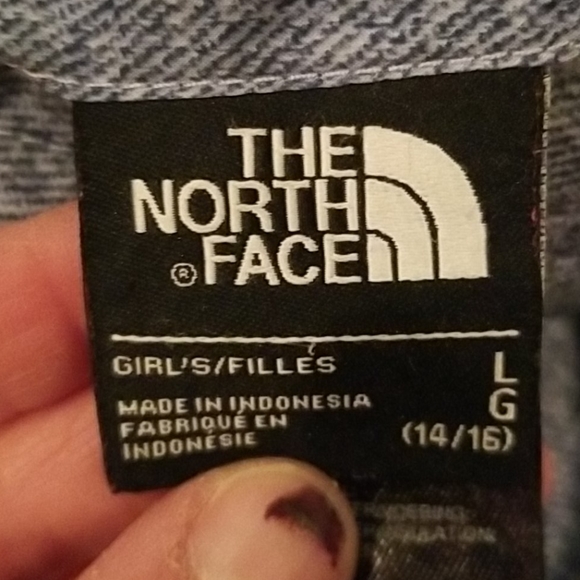 THE
NORTH
® FACE
GIRL'S/FILLES L
G
MADE IN INDONESIA
FABRIQUÉ EN
INDONÉSIE
(14/16)